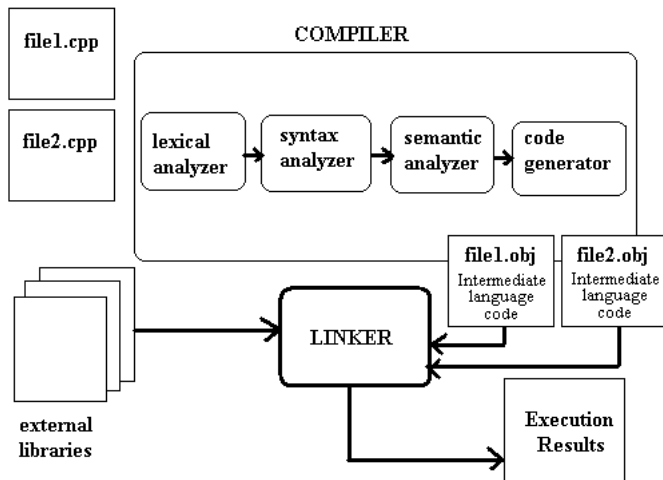 file1.cpp
COMPILER
file2.cpp
lexical
analyzer
syntax
analyzer
semantic
analyzer
code
generator
file1.obj
Intermediate
language
code
file2.obj
Intermediate
language
code
LINKER
external
libraries
Execution
Results